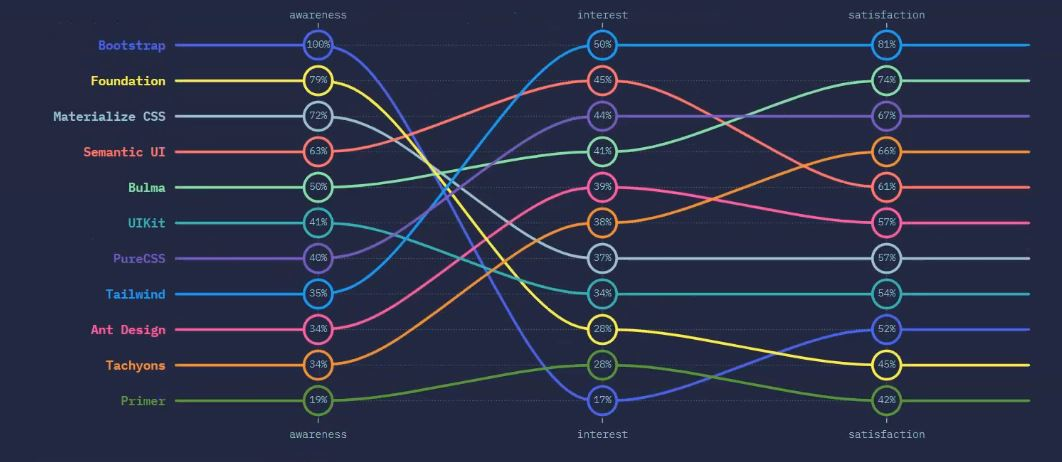 awareness interest satisfaction
Bootstrap 100% 50% 81%
Foundation 79% 45% 74%
Materialize CSS 72% 44% 67%
Semantic UI 63% 41% 66%
Bulma 50% 39% 61%
UIKit 41% 38% 57%
PureCSS 40% 37% 57%
Tailwind 35% 34% 54%
Ant Design 34% 28% 52%
Tachyons 34% 28% 45%
Primer 19% 17% 42%
awareness interest satisfaction